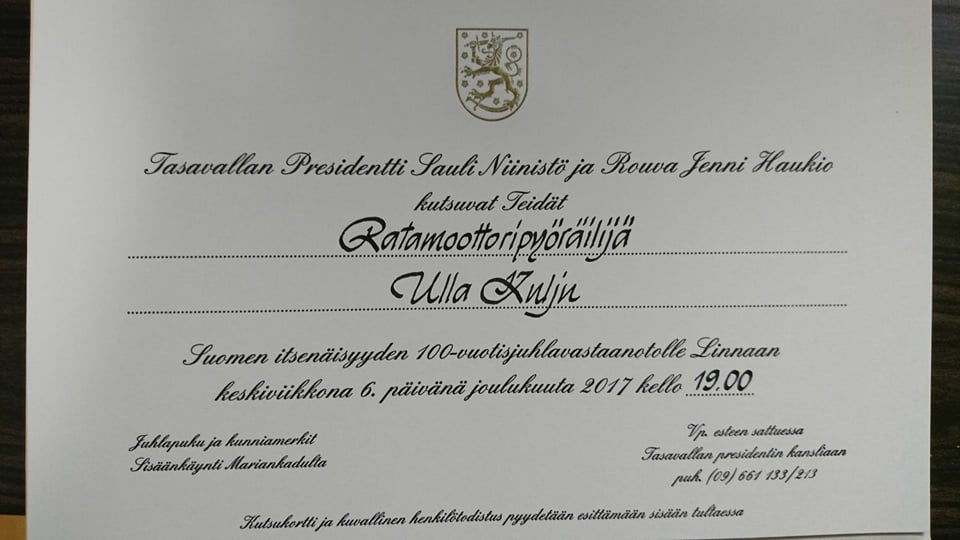 Tasavallan Presidentti Sauli Niinistö ja Rouva Jenni Haukio
kutsuvat Teidät
Ratamoottoripyöräilijä
Ulla Kulju
Suomen itsenäisyyden 100-vuotisjuhlavastaanotolle Linnaan
keskiviikkona 6. päivänä joulukuuta 2017 kello 19.00
Juhlapuku ja kunniamerkit
Sisäänkäynti Mariankadulta
Vp. esteen sattuessa
Tasavallan presidentin kansliaan
puh. (09) 661 133/213
Kutsukortti ja kuvallinen henkilötodistus pyydetään esittämään sisään tultaessa